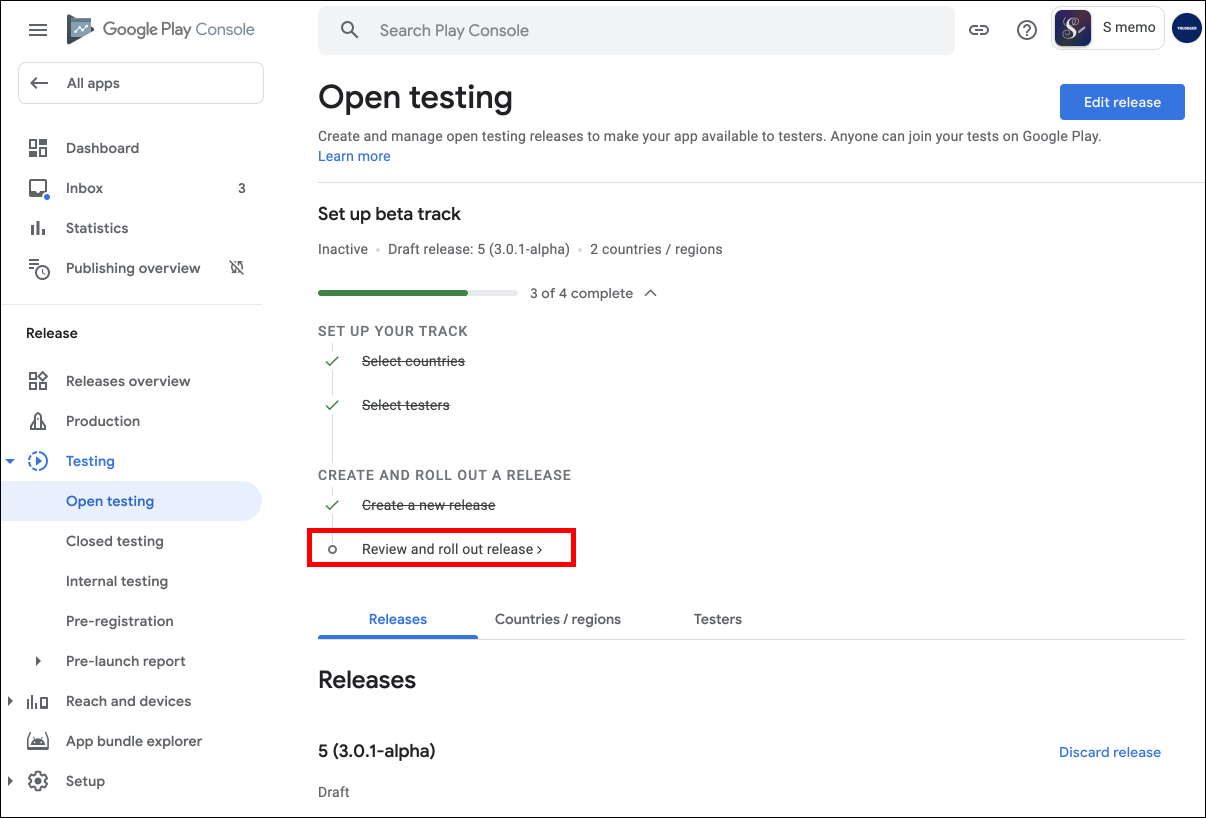 Google Play Console
Search Play Console
S memo
All apps
Dashboard
Inbox 3
Statistics
Publishing overview
Release
Releases overview
Production
Testing
Open testing
Closed testing
Internal testing
Pre-registration
Pre-launch report
Reach and devices
App bundle explorer
Setup
Open testing
Edit release
Create and manage open testing releases to make your app available to testers. Anyone can join your tests on Google Play.
Learn more
Set up beta track
Inactive • Draft release: 5 (3.0.1-alpha) • 2 countries / regions
3 of 4 complete
SET UP YOUR TRACK
Select countries
Select testers
CREATE AND ROLL OUT A RELEASE
Create a new release
Review and roll out release ›
Releases Countries / regions Testers
Releases
5 (3.0.1-alpha)
Discard release
Draft